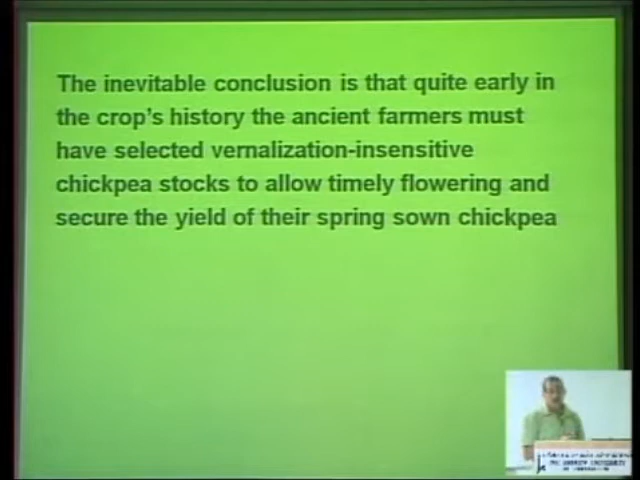 The inevitable conclusion is that quite early in
the crop's history the ancient farmers must
have selected vernalization-insensitive
chickpea stocks to allow timely flowering and
secure the yield of their spring sown chickpea